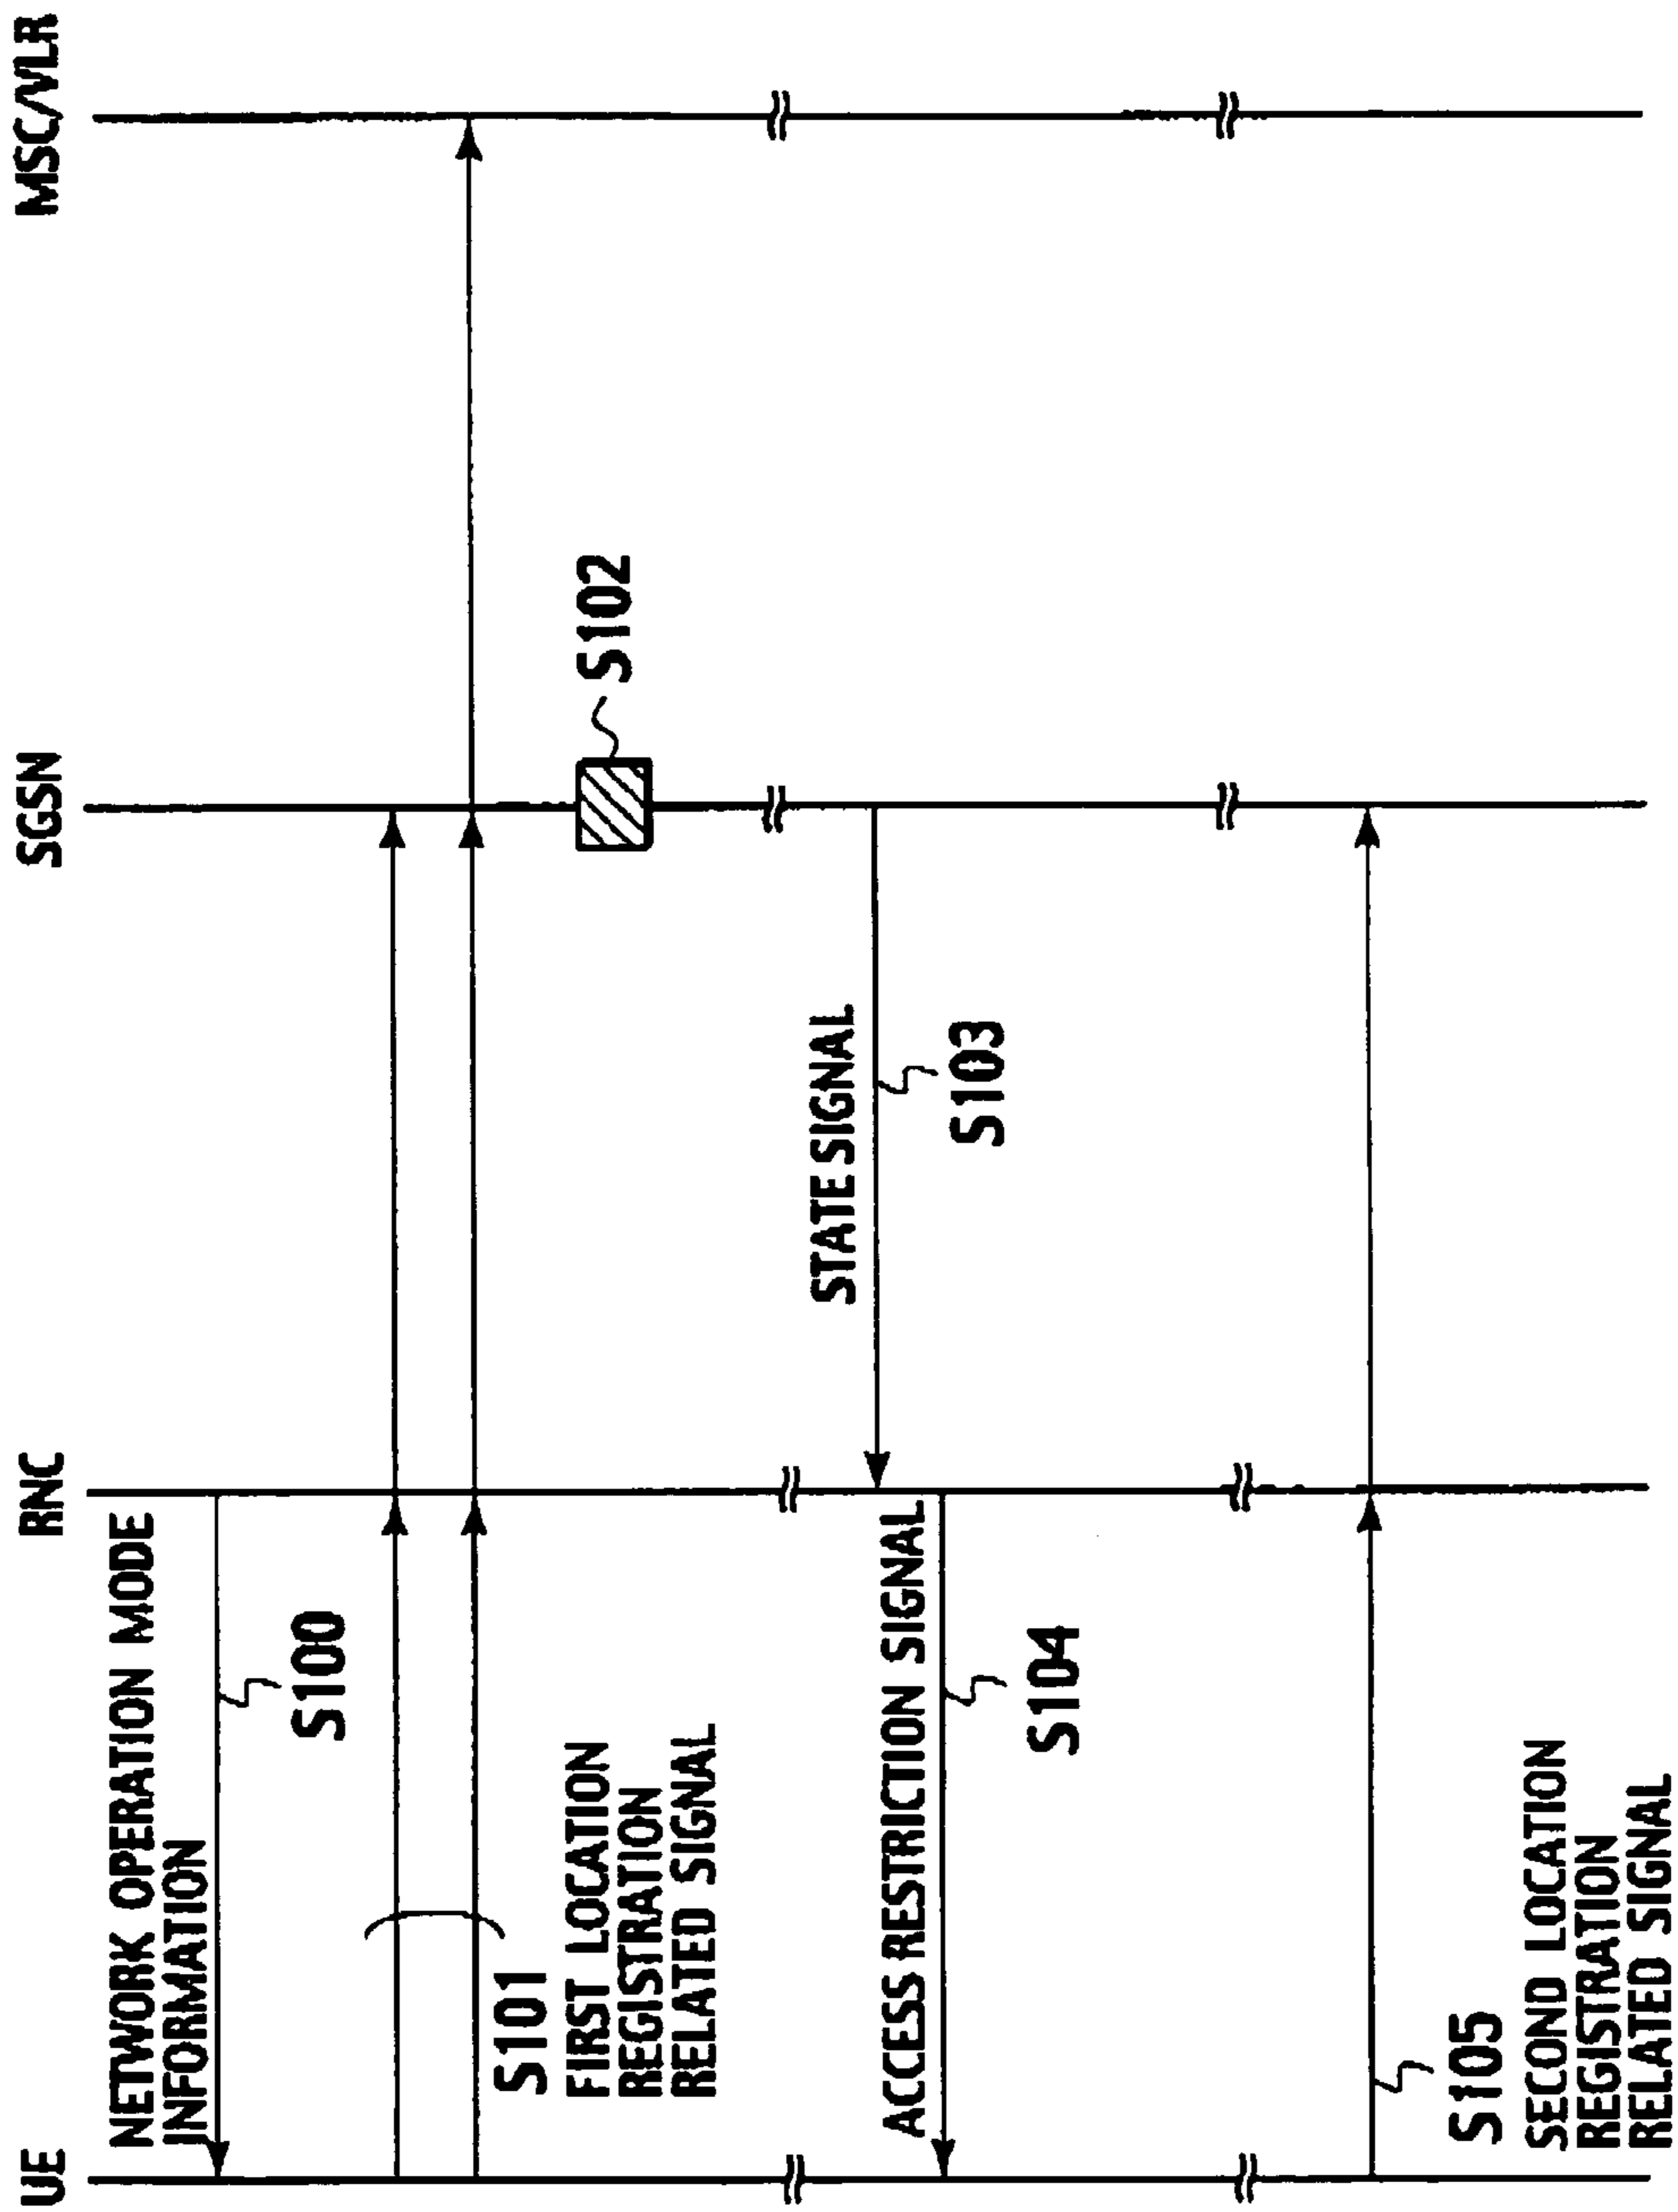 UE
RNC
SGSN
MSC/VLR
NETWORK OPERATION MODE
INFORMATION
S100
S101
FIRST LOCATION
REGISTRATION
RELATED SIGNAL
S102
STATE SIGNAL
S103
ACCESS RESTRICTION SIGNAL
S104
S105
SECOND LOCATION
REGISTRATION
RELATED SIGNAL